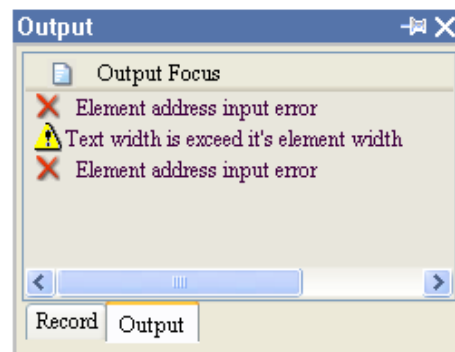 Output
Output Focus
Element address input error
Text width is exceed it's element width
Element address input error
Record Output